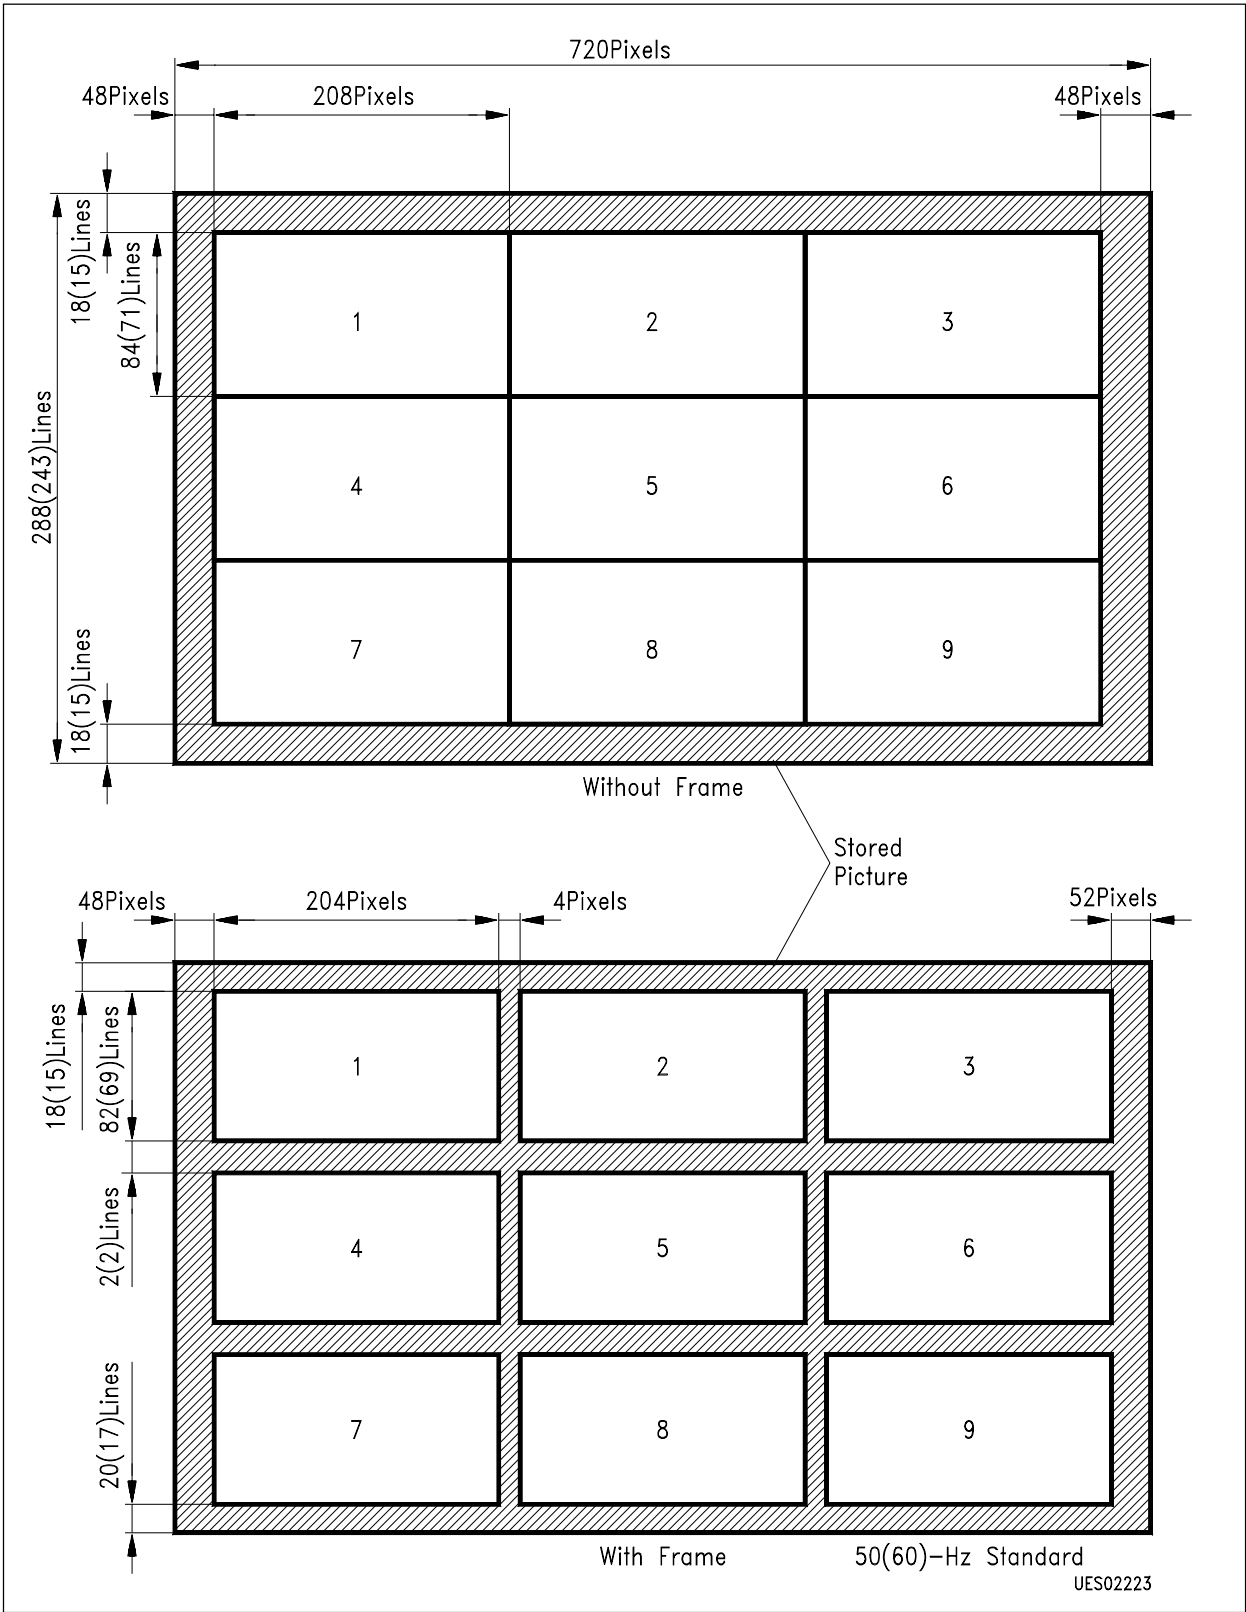 720Pixels
48Pixels
208Pixels
48Pixels
18(15)Lines
84(71)Lines
288(243)Lines
18(15)Lines
1
2
3
4
5
6
7
8
9
Without Frame
Stored
Picture
48Pixels
204Pixels
4Pixels
52Pixels
18(15)Lines
82(69)Lines
2(2)Lines
20(17)Lines
1
2
3
4
5
6
7
8
9
With Frame
50(60)-Hz Standard
UES02223